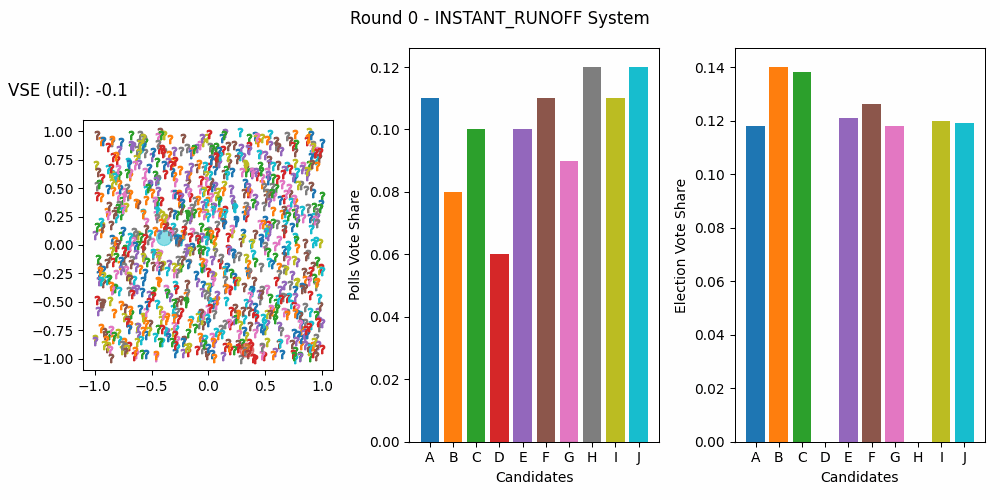 Round 0 - INSTANT_RUNOFF System
VSE (util): -0.1
1.00
0.75
0.50
0.25
0.00
−0.25
−0.50
−0.75
−1.00
−1.0 −0.5 0.0 0.5 1.0
Polls Vote Share
0.12
0.10
0.08
0.06
0.04
0.02
0.00
A B C D E F G H I J
Candidates
Election Vote Share
0.14
0.12
0.10
0.08
0.06
0.04
0.02
0.00
A B C D E F G H I J
Candidates